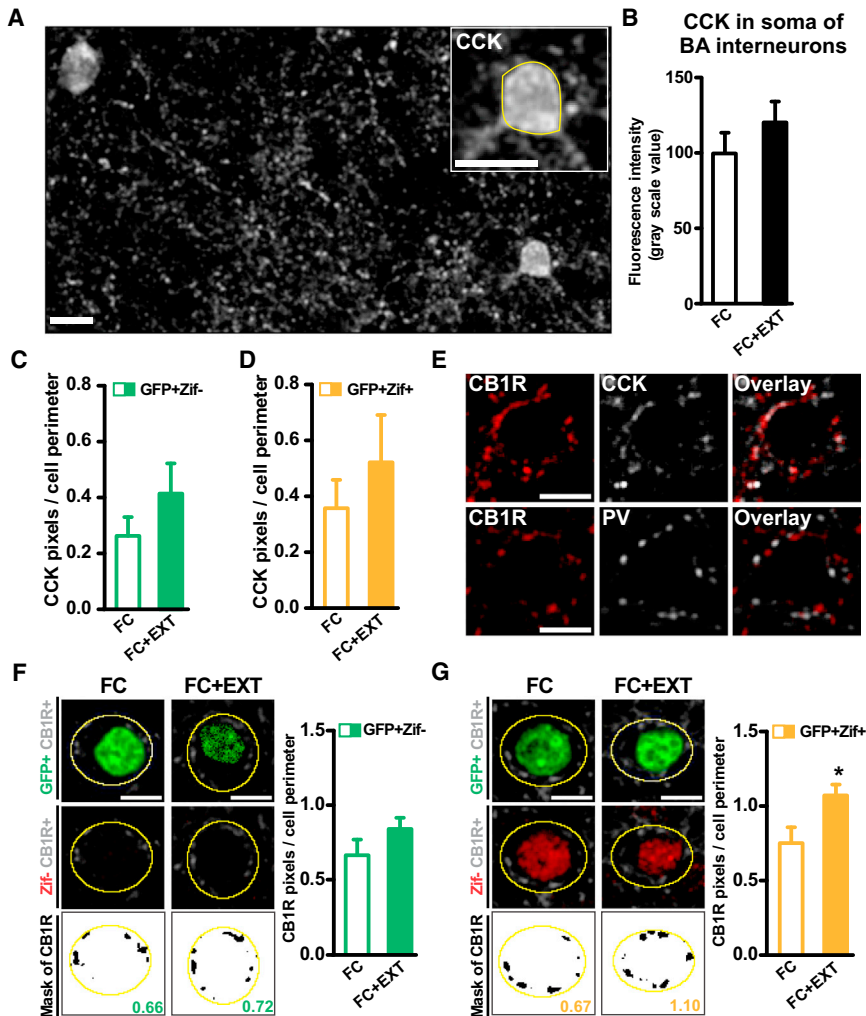 A
CCK
B
CCK in soma of
BA interneurons
Fluorescence intensity
(gray scale value)
150
100
50
0
FC
FC+EXT
C
GFP+Zif-
CCK pixels / cell perimeter
0.8
0.6
0.4
0.2
0.0
FC
FC+EXT
D
GFP+Zif+
CCK pixels / cell perimeter
0.8
0.6
0.4
0.2
0.0
FC
FC+EXT
E
CB1R
CCK
Overlay
CB1R
PV
Overlay
F
FC
FC+EXT
GFP+ CB1R+
Zif- CB1R+
Mask of CB1R
0.66
0.72
GFP+Zif-
CB1R pixels / cell perimeter
1.5
1.0
0.5
0.0
FC
FC+EXT
G
FC
FC+EXT
GFP+ CB1R+
Zif- CB1R+
Mask of CB1R
0.67
1.10
GFP+Zif+
CB1R pixels / cell perimeter
1.5
1.0
0.5
0.0
*
FC
FC+EXT